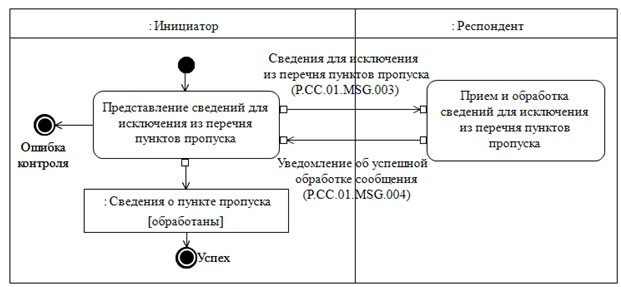 : Инициатор
: Респондент
Сведения для исключения
из перечня пунктов пропуска
(P.CC.01.MSG.003)
Представление сведений для
исключения из перечня
пунктов пропуска
Прием и обработка
сведений для исключения
из перечня пунктов
пропуска
Ошибка
контроля
Уведомление об успешной
обработке сообщения
(P.CC.01.MSG.004)
: Сведения о пункте пропуска
[обработаны]
Успех